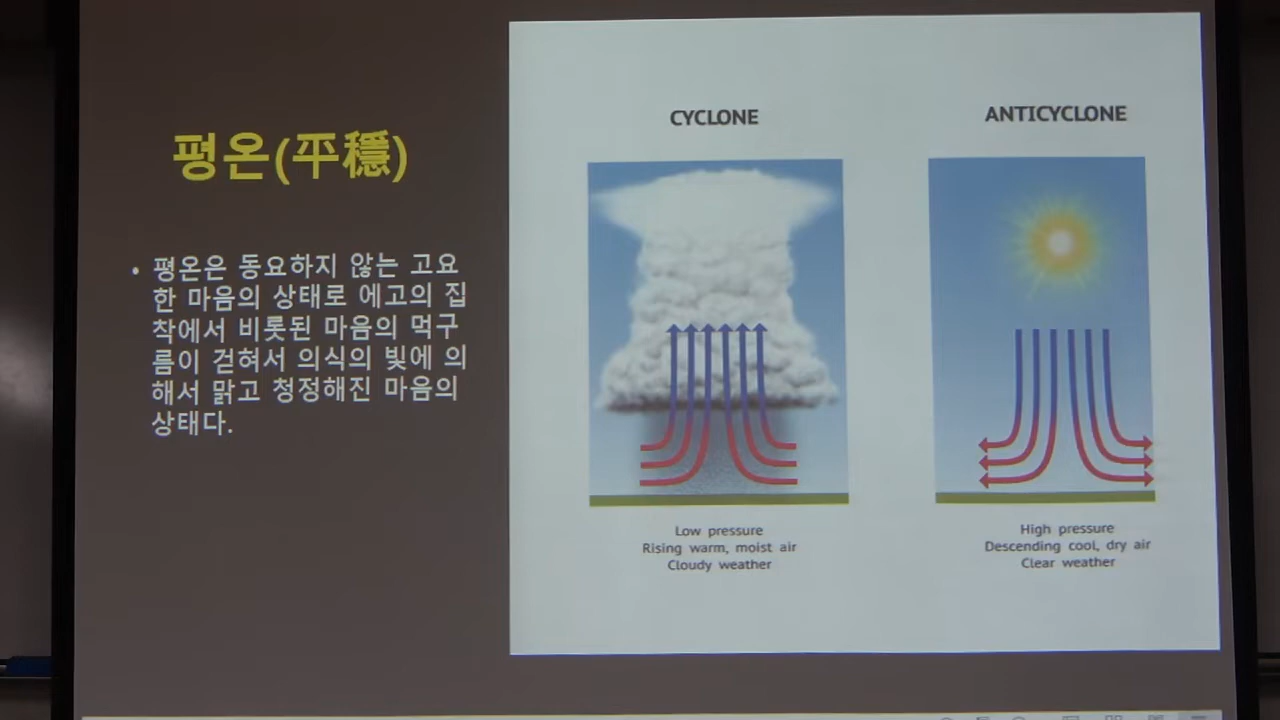 평온(平穩)
• 평온은 동요하지 않는 고요
한 마음의 상태로 에고의 집
착에서 비롯된 마음의 먹구
름이 걷혀서 의식의 빛에 의
해서 맑고 청정해진 마음의
상태다.
CYCLONE
Low pressure
Rising warm, moist air
Cloudy weather
ANTICYCLONE
High pressure
Descending cool, dry air
Clear weather